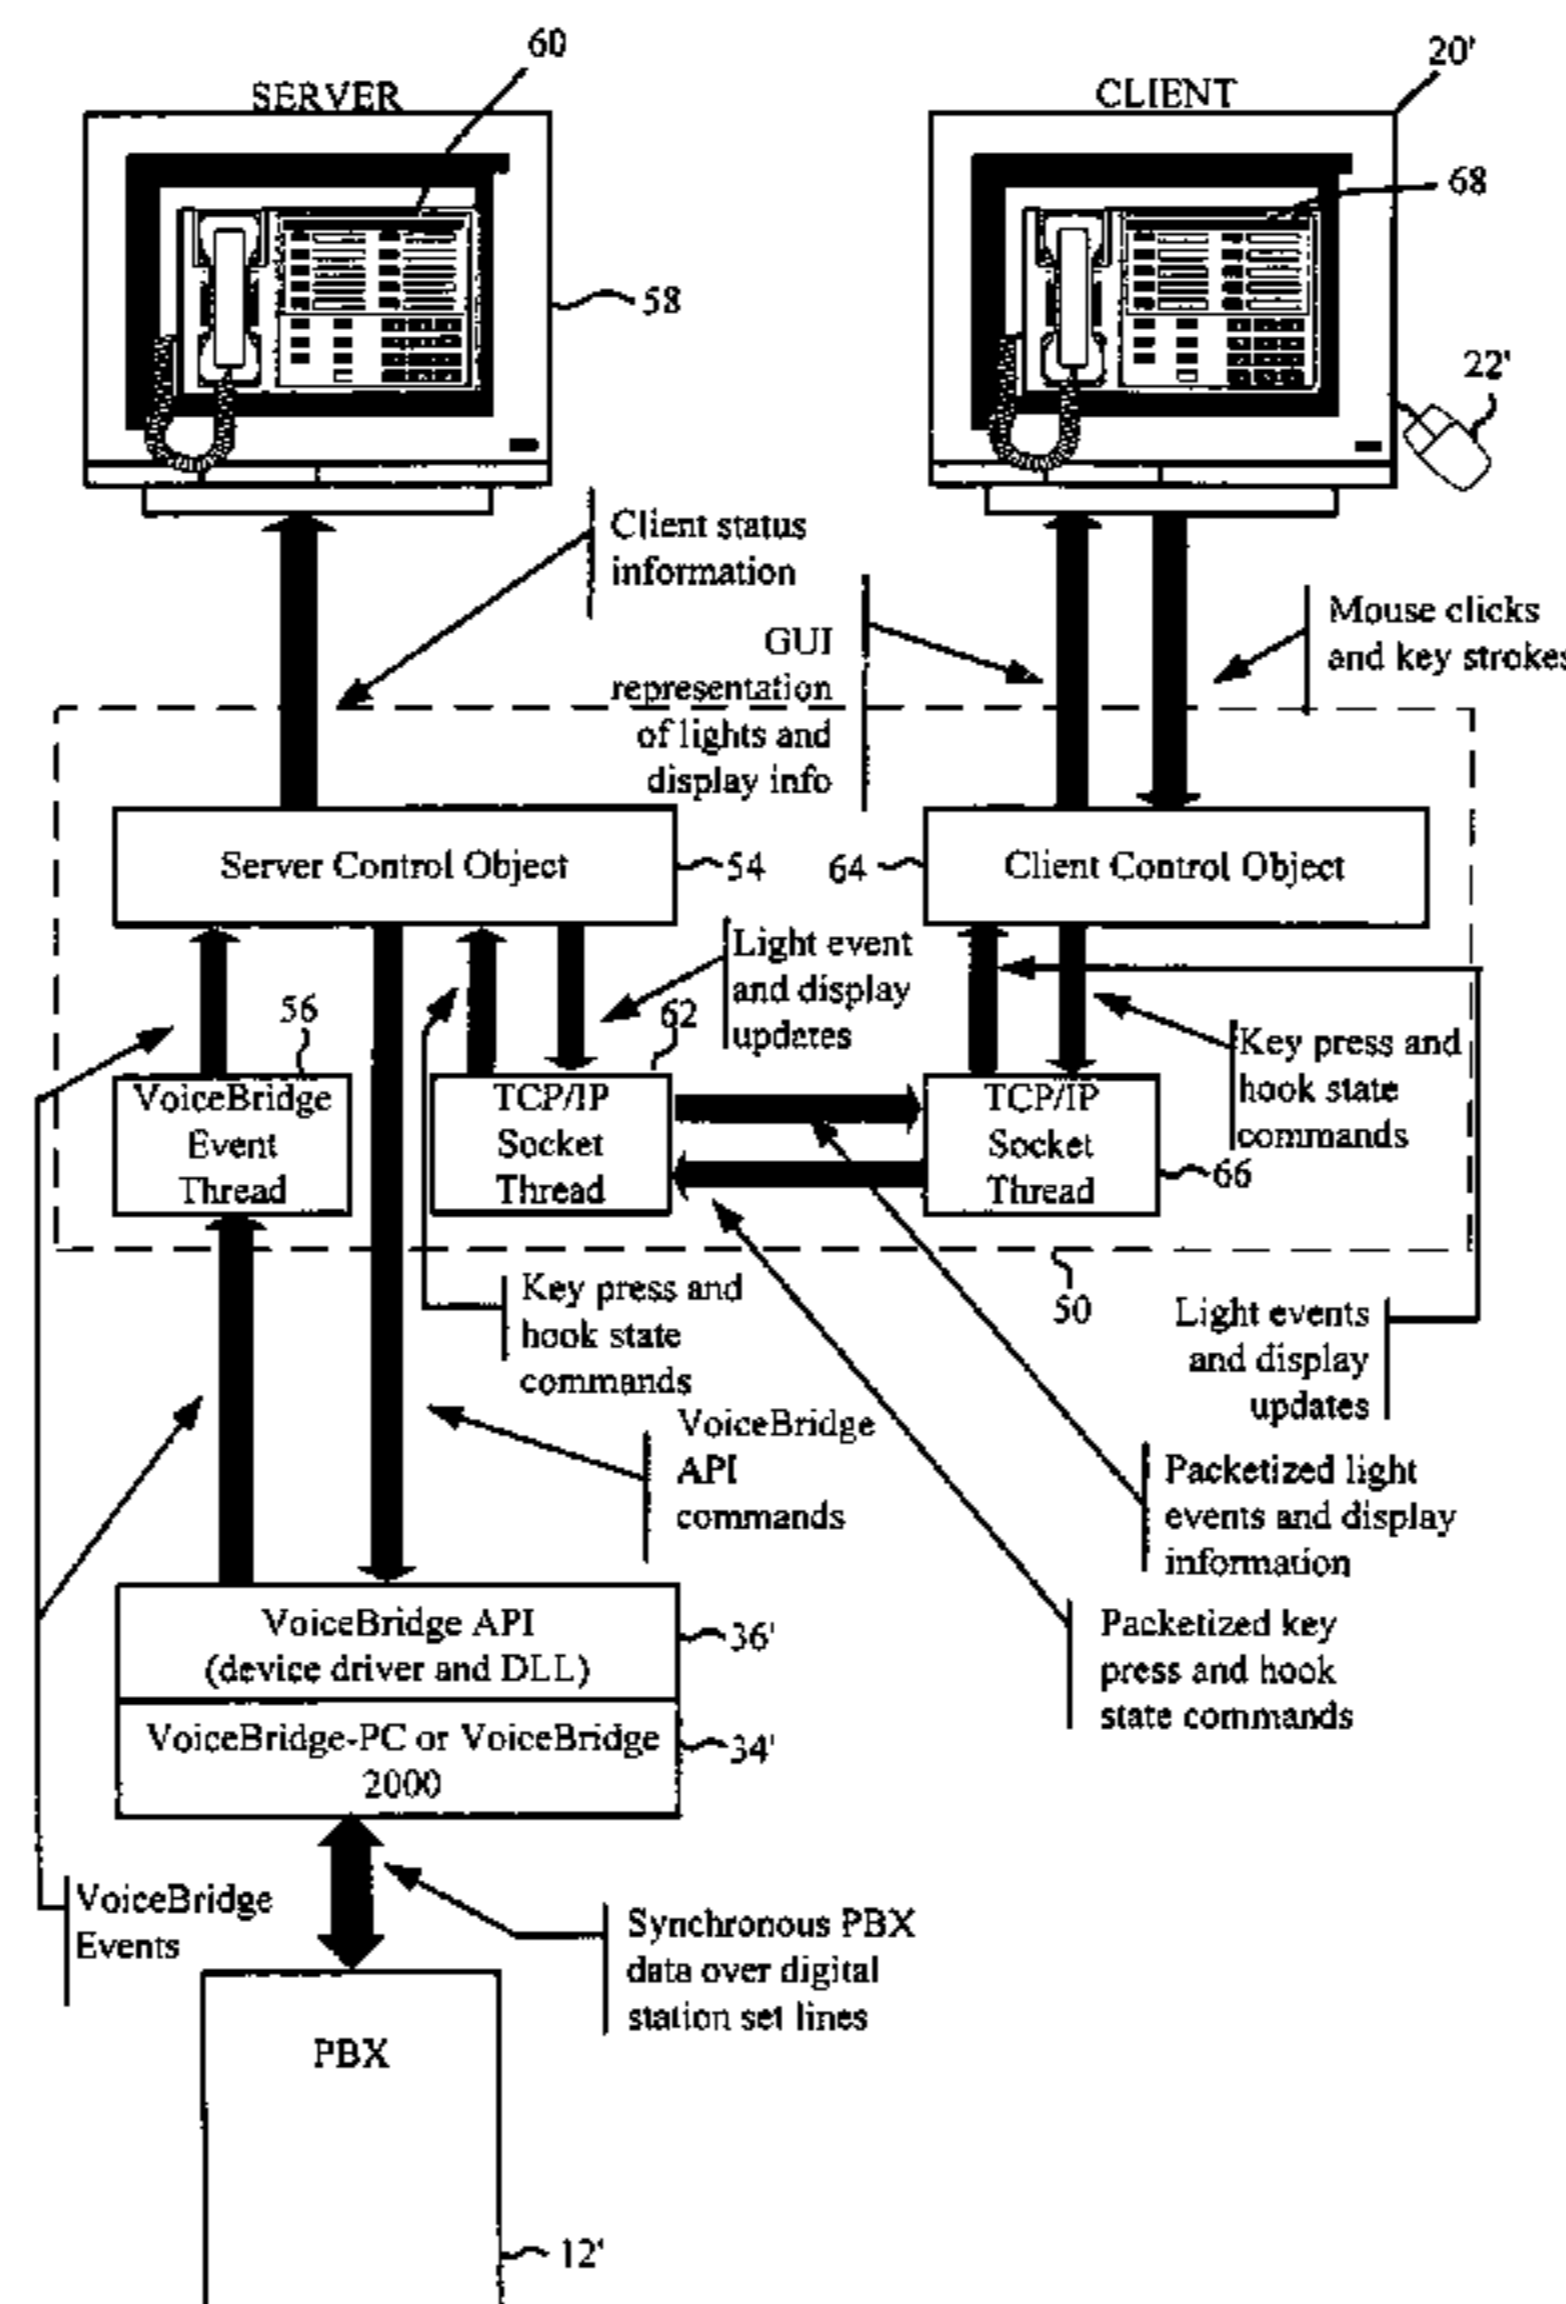 60
20'
SERVER
CLIENT
68
58
22'
Client status
information
GUI
representation
of lights and
display info
Mouse clicks
and key strokes
Server Control Object
54
64
Client Control Object
Light event
and display
updates
56
62
Key press and
hook state
commands
VoiceBridge
Event
Thread
TCP/IP
Socket
Thread
TCP/IP
Socket
Thread
66
50
Key press and
hook state
commands
Light events
and display
updates
VoiceBridge
API
commands
Packetized light
events and display
information
VoiceBridge API
(device driver and DLL)
36'
Packetized key
press and hook
state commands
VoiceBridge-PC or VoiceBridge
2000
34'
VoiceBridge
Events
Synchronous PBX
data over digital
station set lines
PBX
12'